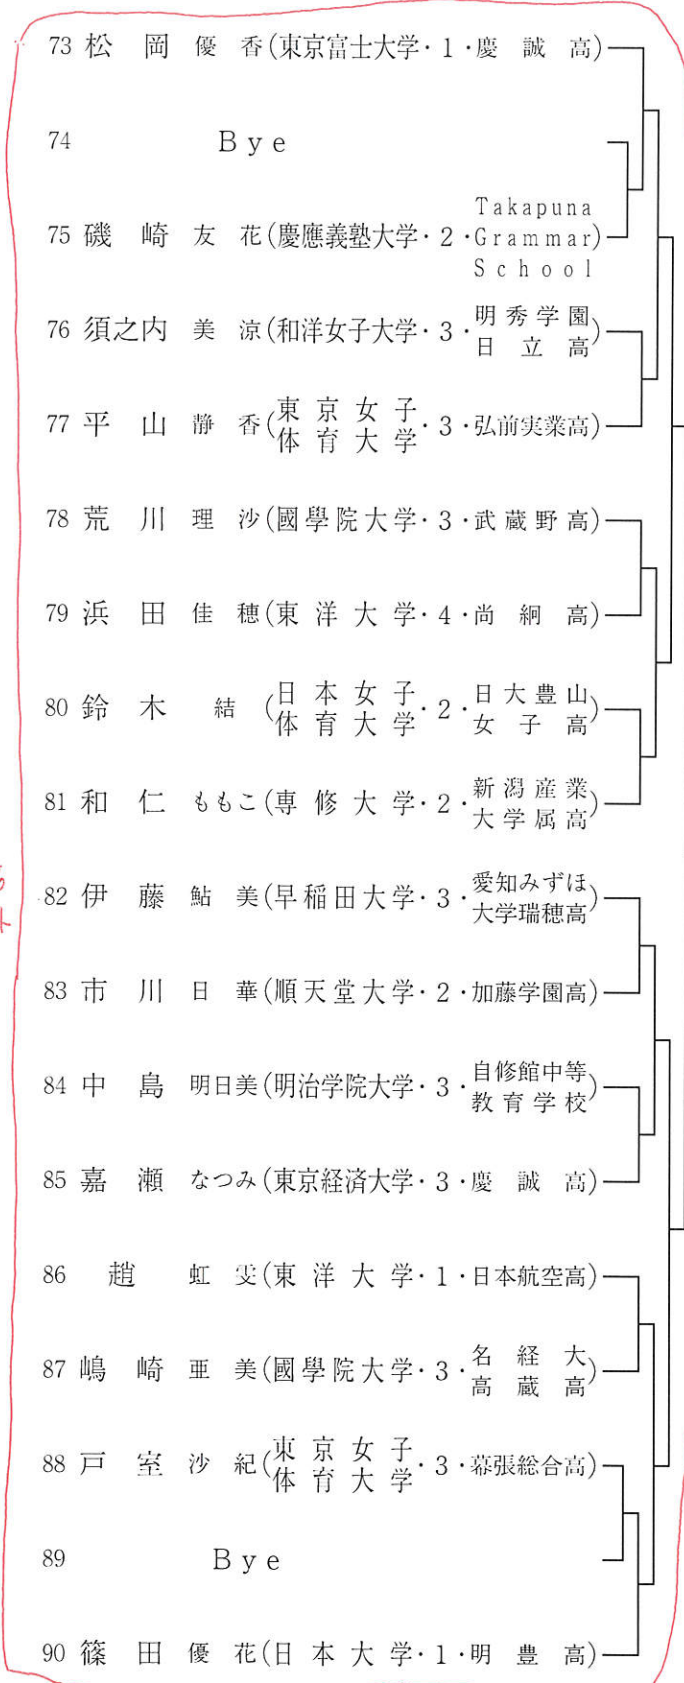 73 松岡優香(東京富士大学・1・慶誠高)
74 Bye
75 磯崎友花(慶應義塾大学・2・Takapuna Grammar School)
76 須之内美涼(和洋女子大学・3・明秀学園日立高)
77 平山静香(東京女子体育大学・3・弘前実業高)
78 荒川理沙(國學院大学・3・武蔵野高)
79 浜田佳穂(東洋大学・4・尚絅高)
80 鈴木結(日本女子体育大学・2・日大豊山女子高)
81 和仁ももこ(専修大学・2・新潟産業大学属高)
82 伊藤鮎美(早稲田大学・3・愛知みずほ大学瑞穂高)
83 市川日華(順天堂大学・2・加藤学園高)
84 中島明日美(明治学院大学・3・自修館中等教育学校)
85 嘉瀬なつみ(東京経済大学・3・慶誠高)
86 趙虹雯(東洋大学・1・日本航空高)
87 嶋崎亜美(國學院大学・3・名経大高蔵高)
88 戸室沙紀(東京女子体育大学・3・幕張総合高)
89 Bye
90 篠田優花(日本大学・1・明豊高)